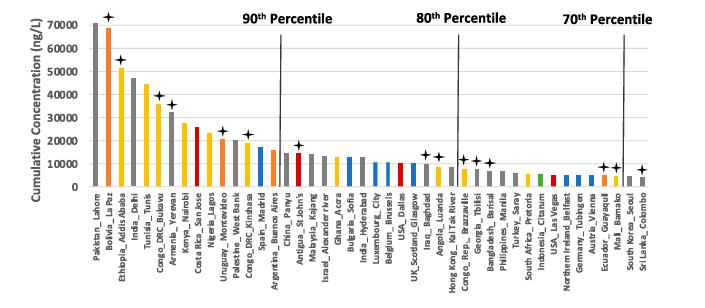 90th Percentile
80th Percentile
70th Percentile
Cumulative Concentration (ng/L)
70000
60000
50000
40000
30000
20000
10000
0
Pakistan_Lahore
Bolivia_ La Paz
Ethiopia_Addis Ababa
India_Delhi
Tunisia_Tunis
Congo_DRC_Bukavu
Armenia_Yerevan
Kenya_Nairobi
Costa Rica_San Jose
Nigeria_Lagos
Uruguay_Montevideo
Palestine_West Bank
Congo_DRC_Kinshasa
Spain_Madrid
Argentina_Buenos Aires
China_Panyu
Antigua_St John's
Malaysia_Kajang
Israel_Alexander river
Ghana_Accra
Bulgaria_Sofia
India_Hyderabad
Luxembourg_City
Belgium_Brussels
USA_Dallas
UK_Scotland_Glasgow
Iraq_Baghdad
Angola_Luanda
Hong Kong_Kai Tak River
Congo_Rep._Brazzaville
Georgia_Tbilisi
Bangladesh_Barisal
Philippines_Manila
Turkey_Saray
South Africa_Pretoria
Indonesia_Citarum
USA_Las Vegas
Northern Ireland_Belfast
Germany_Tubingen
Austria_Vienna
Ecuador_Guayaquil
Mali_Bamako
South Korea_Seoul
Sri Lanka_Colombo